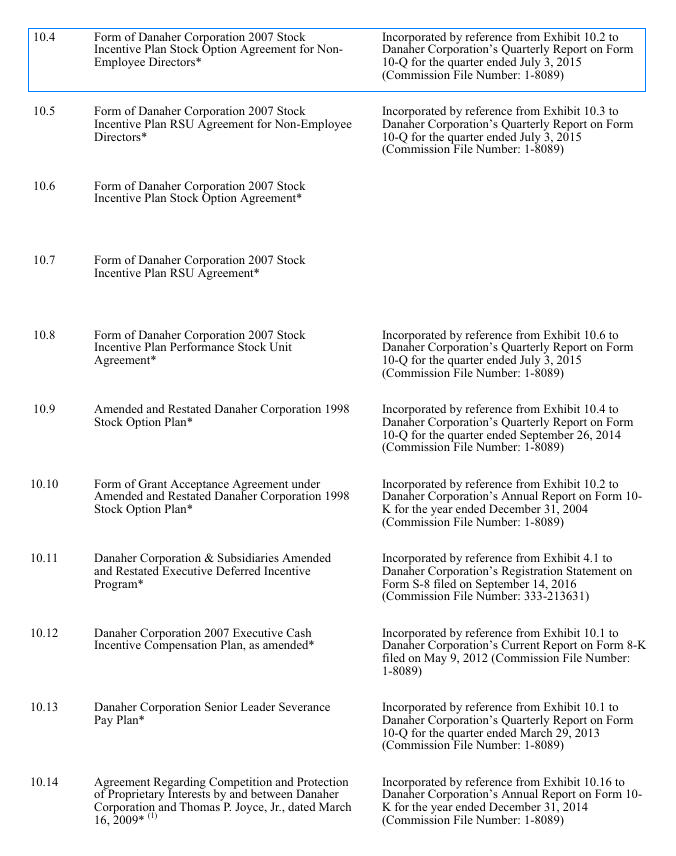 10.4 Form of Danaher Corporation 2007 Stock Incorporated by reference from Exhibit 10.2 to
Incentive Plan Stock Option Agreement for Non- Danaher Corporation's Quarterly Report on Form
Employee Directors* 10-Q for the quarter ended July 3, 2015
(Commission File Number: 1-8089)
10.5 Form of Danaher Corporation 2007 Stock Incorporated by reference from Exhibit 10.3 to
Incentive Plan RSU Agreement for Non-Employee Danaher Corporation's Quarterly Report on Form
Directors* 10-Q for the quarter ended July 3, 2015
(Commission File Number: 1-8089)
10.6 Form of Danaher Corporation 2007 Stock
Incentive Plan Stock Option Agreement*
10.7 Form of Danaher Corporation 2007 Stock
Incentive Plan RSU Agreement*
10.8 Form of Danaher Corporation 2007 Stock Incorporated by reference from Exhibit 10.6 to
Incentive Plan Performance Stock Unit Danaher Corporation's Quarterly Report on Form
Agreement* 10-Q for the quarter ended July 3, 2015
(Commission File Number: 1-8089)
10.9 Amended and Restated Danaher Corporation 1998 Incorporated by reference from Exhibit 10.4 to
Stock Option Plan* Danaher Corporation's Quarterly Report on Form
10-Q for the quarter ended September 26, 2014
(Commission File Number: 1-8089)
10.10 Form of Grant Acceptance Agreement under Incorporated by reference from Exhibit 10.2 to
Amended and Restated Danaher Corporation 1998 Danaher Corporation's Annual Report on Form 10-
Stock Option Plan* K for the year ended December 31, 2004
(Commission File Number: 1-8089)
10.11 Danaher Corporation & Subsidiaries Amended Incorporated by reference from Exhibit 4.1 to
and Restated Executive Deferred Incentive Danaher Corporation's Registration Statement on
Program* Form S-8 filed on September 14, 2016
(Commission File Number: 333-213631)
10.12 Danaher Corporation 2007 Executive Cash Incorporated by reference from Exhibit 10.1 to
Incentive Compensation Plan, as amended* Danaher Corporation's Current Report on Form 8-K
filed on May 9, 2012 (Commission File Number:
1-8089)
10.13 Danaher Corporation Senior Leader Severance Incorporated by reference from Exhibit 10.1 to
Pay Plan* Danaher Corporation's Quarterly Report on Form
10-Q for the quarter ended March 29, 2013
(Commission File Number: 1-8089)
10.14 Agreement Regarding Competition and Protection Incorporated by reference from Exhibit 10.16 to
of Proprietary Interests by and between Danaher Danaher Corporation's Annual Report on Form 10-
Corporation and Thomas P. Joyce, Jr., dated March K for the year ended December 31, 2014
16, 2009* (1) (Commission File Number: 1-8089)